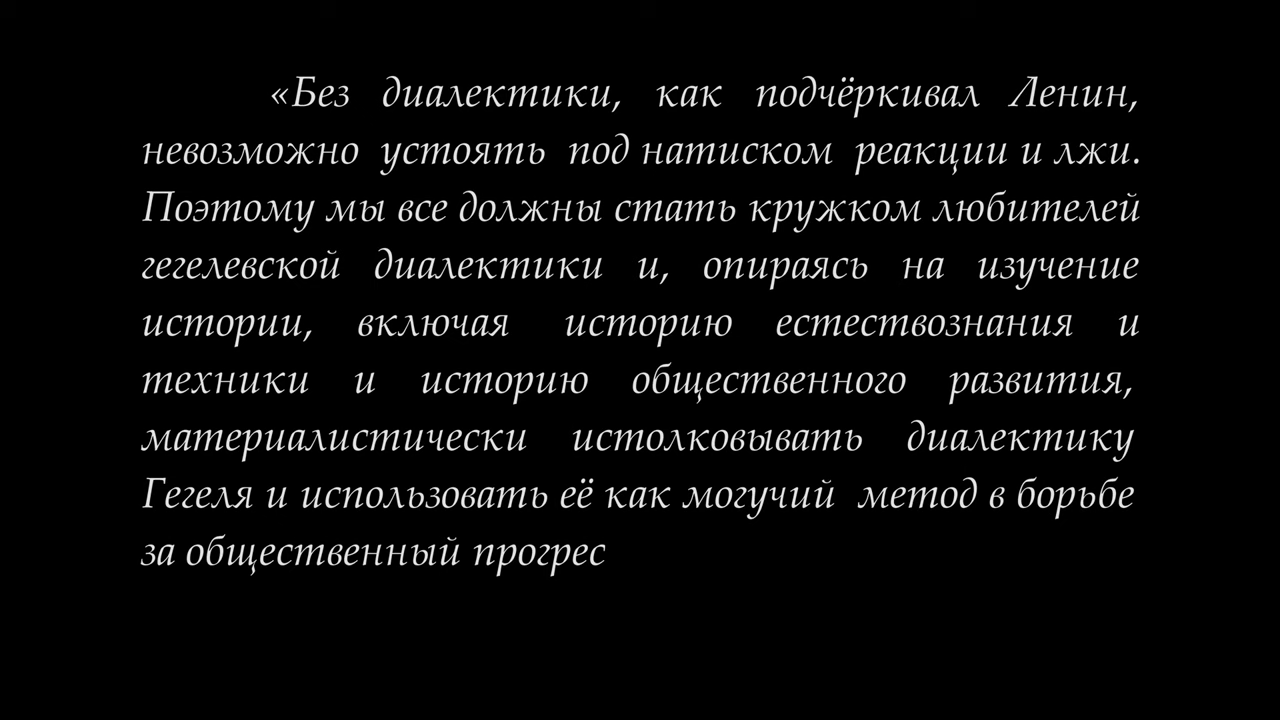 «Без диалектики, как подчёркивал Ленин,
невозможно устоять под натиском реакции и лжи.
Поэтому мы все должны стать кружком любителей
гегелевской диалектики и, опираясь на изучение
истории, включая историю естествознания и
техники и историю общественного развития,
материалистически истолковывать диалектику
Гегеля и использовать её как могучий метод в борьбе
за общественный прогрес